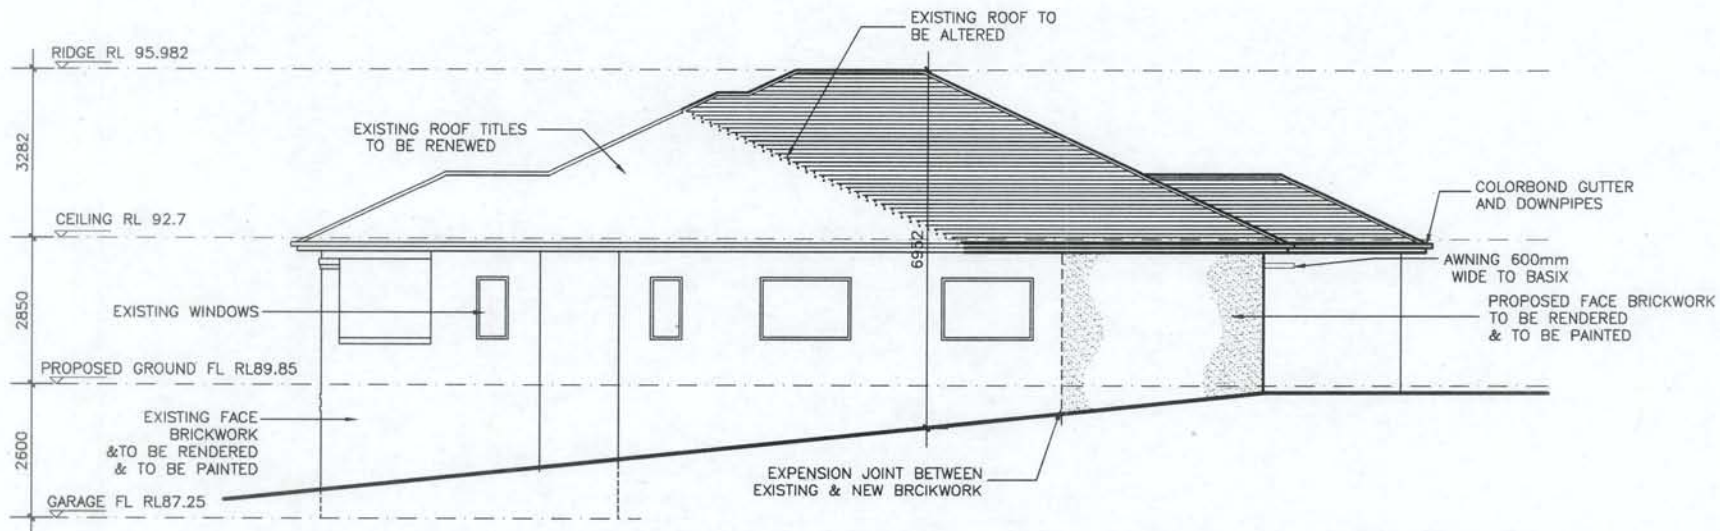 EXISTING ROOF TO
BE ALTERED
RIDGE RL 95.982
EXISTING ROOF TITLES
TO BE RENEWED
3282
COLORBOND GUTTER
AND DOWNPIPES
CEILING RL 92.7
6952
AWNING 600mm
WIDE TO BASIX
2850
EXISTING WINDOWS
PROPOSED FACE BRICKWORK
TO BE RENDERED
& TO BE PAINTED
PROPOSED GROUND FL RL89.85
EXISTING FACE
BRICKWORK
&TO BE RENDERED
& TO BE PAINTED
2600
EXPENSION JOINT BETWEEN
EXISTING & NEW BRCIKWORK
GARAGE FL RL87.25